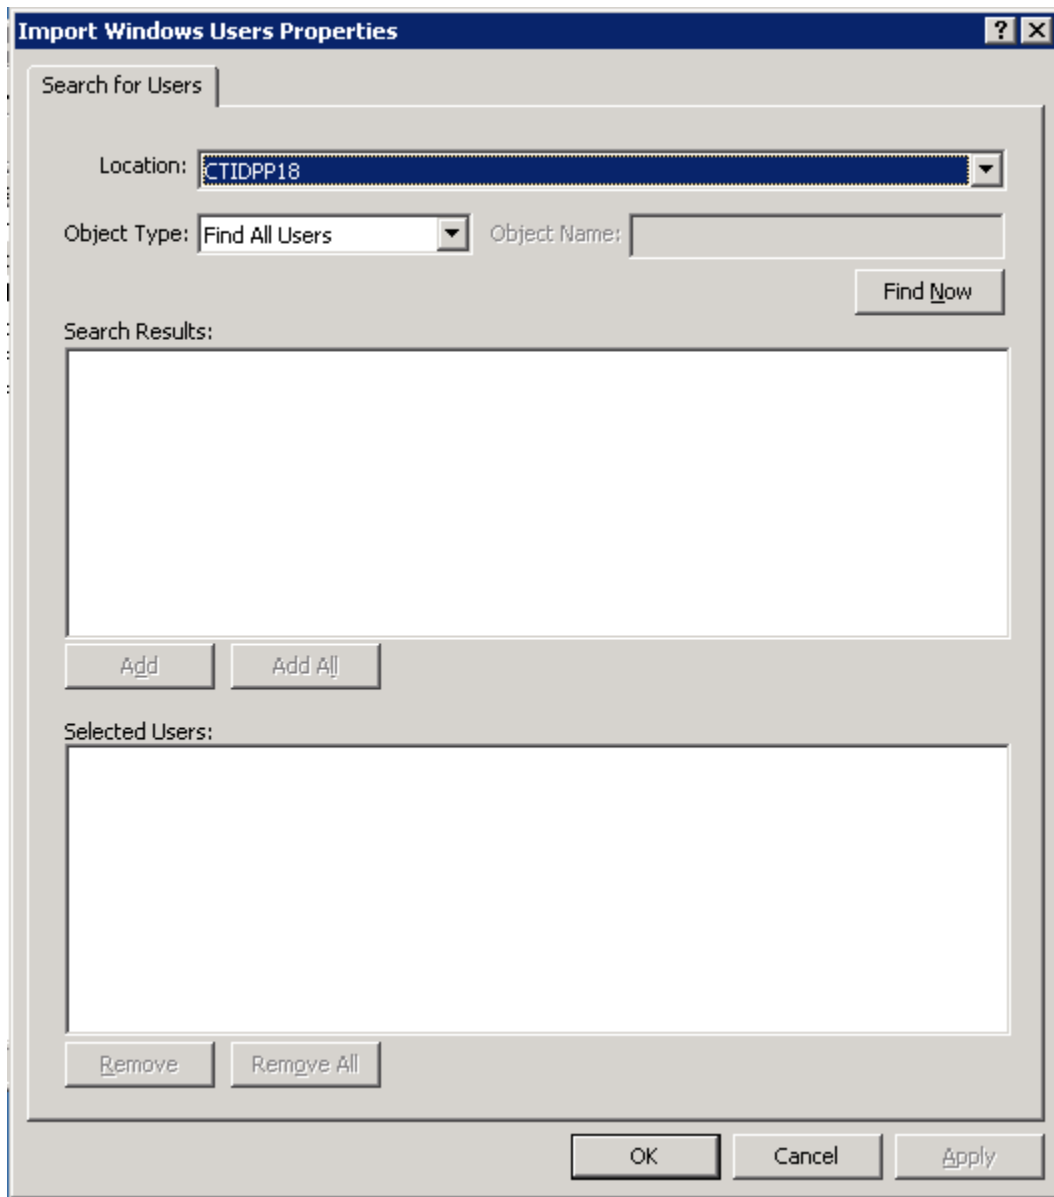 Import Windows Users Properties
Search for Users
Location: CTIDPP18
Object Type: Find All Users Object Name:
Find Now
Search Results:
Add Add All
Selected Users:
Remove Remove All
OK Cancel Apply